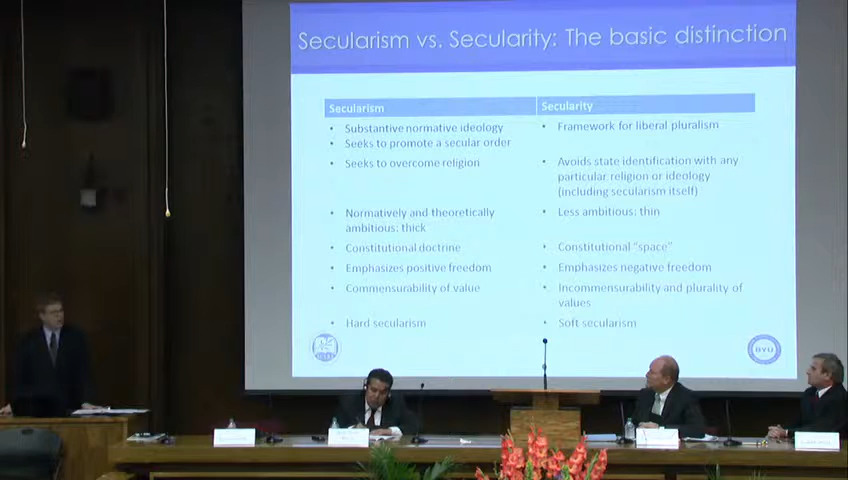 Secularism vs. Secularity: The basic distinction
Secularism
Secularity
• Substantive normative ideology
• Framework for liberal pluralism
• Seeks to promote a secular order
• Seeks to overcome religion
• Avoids state identification with any
particular religion or ideology
(including secularism itself)
• Normatively and theoretically
ambitious: thick
• Less ambitious: thin
• Constitutional doctrine
• Constitutional "space"
• Emphasizes positive freedom
• Emphasizes negative freedom
• Commensurability of value
• Incommensurability and plurality of
values
• Hard secularism
• Soft secularism
BYU